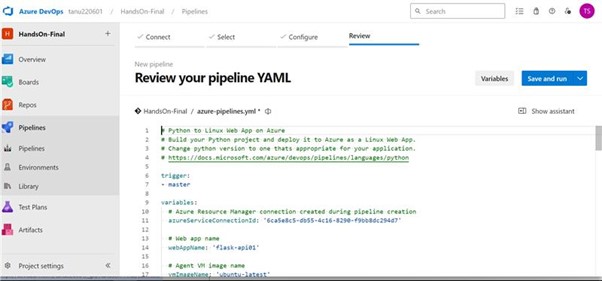 Azure DevOps tanu220601 / HandsOn-Final / Pipelines Search TS
H HandsOn-Final +
Connect Select Configure Review
Overview
Boards
Repos
Pipelines
Pipelines
Environments
Library
Test Plans
Artifacts
Project settings
New pipeline
Review your pipeline YAML
Variables Save and run
HandsOn-Final / azure-pipelines.yml * Show assistant
1 # Python to Linux Web App on Azure
2 # Build your Python project and deploy it to Azure as a Linux Web App.
3 # Change python version to one thats appropriate for your application.
4 # https://docs.microsoft.com/azure/devops/pipelines/languages/python
5
6 trigger:
7 - master
8
9 variables:
10 # Azure Resource Manager connection created during pipeline creation
11 azureServiceConnectionId: '6ca5e8c5-db55-4c16-8290-f9bb8dc294d7'
12
13 # Web app name
14 webAppName: 'flask-api01'
15
16 # Agent VM image name
17 vmImageName: 'ubuntu-latest'